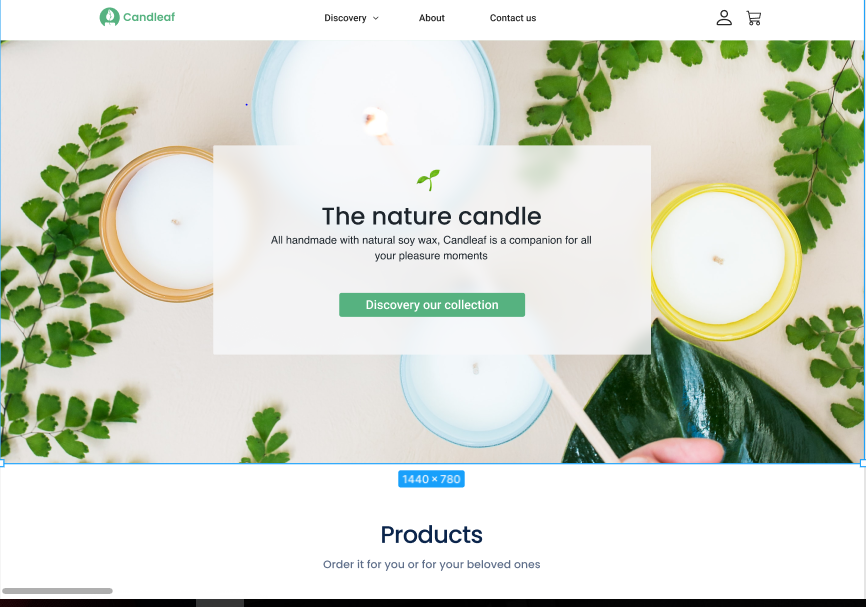 Candleaf
Discovery
About
Contact us
The nature candle
All handmade with natural soy wax, Candleaf is a companion for all
your pleasure moments
Discovery our collection
1440 × 780
Products
Order it for you or for your beloved ones